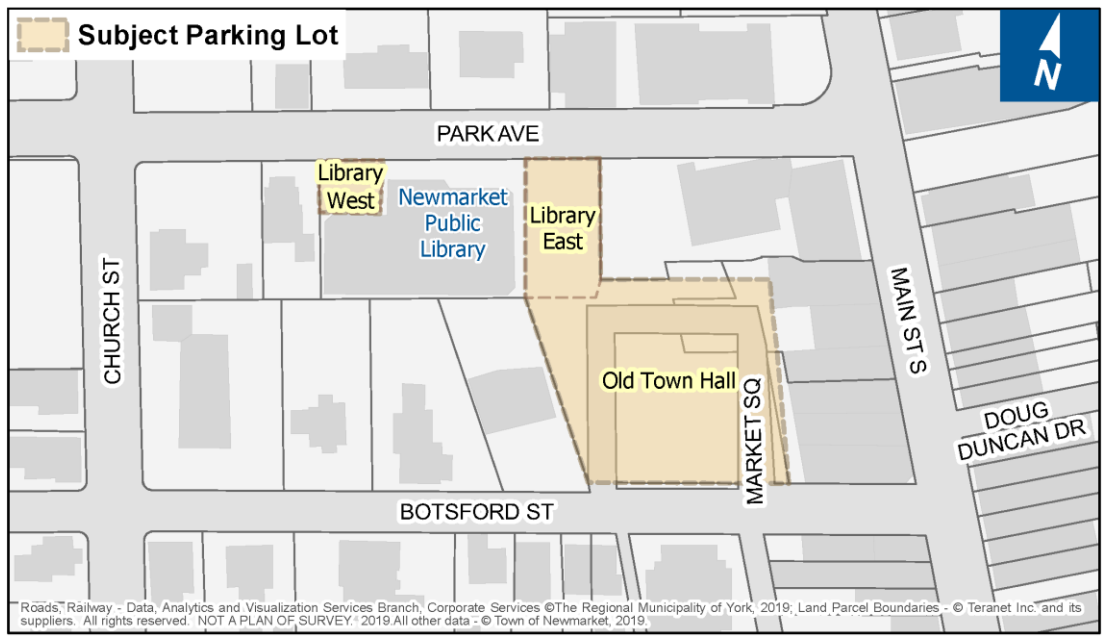 Subject Parking Lot
N
PARK AVE
Library
West
Newmarket
Public
Library
Library
East
CHURCH ST
MAIN ST S
Old Town Hall
MARKET SQ
DOUG
DUNCAN DR
BOTSFORD ST
Roads, Railway - Data, Analytics and Visualization Services Branch, Corporate Services ©The Regional Municipality of York, 2019; Land Parcel Boundaries - © Teranet Inc. and its
suppliers. All rights reserved. NOT A PLAN OF SURVEY. 2019.All other data - © Town of Newmarket, 2019.